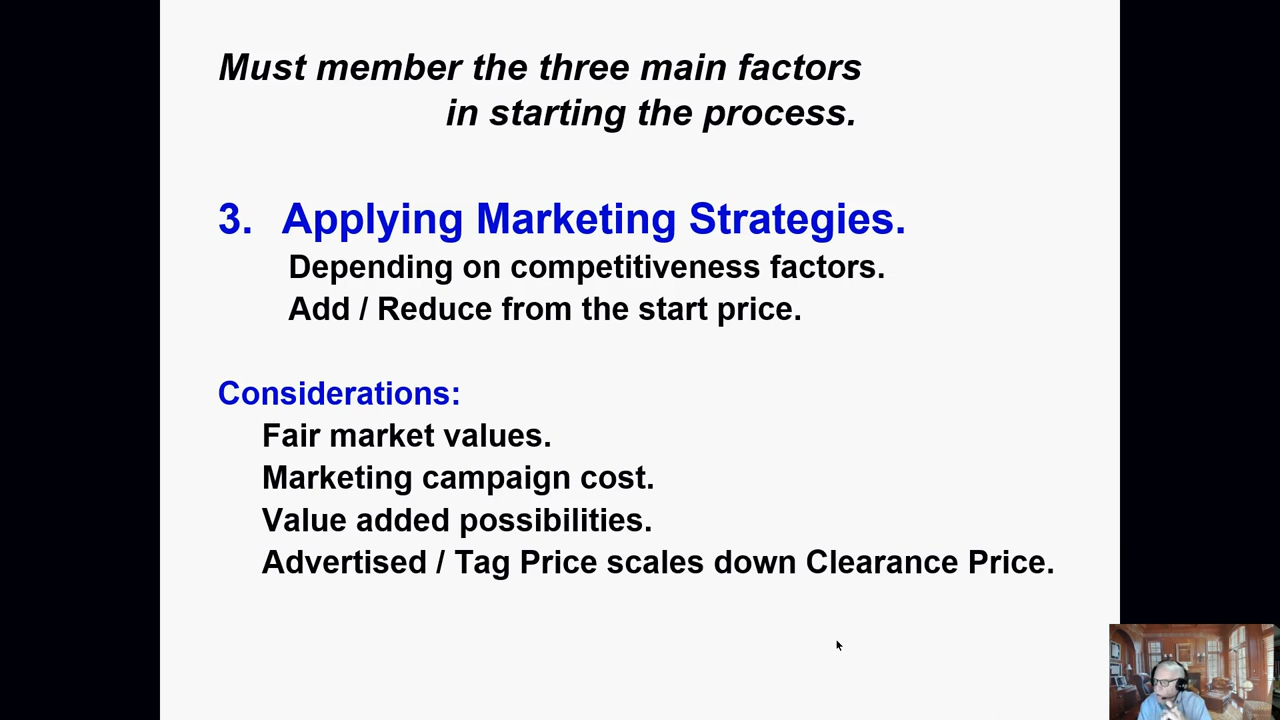 Must member the three main factors
in starting the process.
3. Applying Marketing Strategies.
Depending on competitiveness factors.
Add / Reduce from the start price.
Considerations:
Fair market values.
Marketing campaign cost.
Value added possibilities.
Advertised / Tag Price scales down Clearance Price.